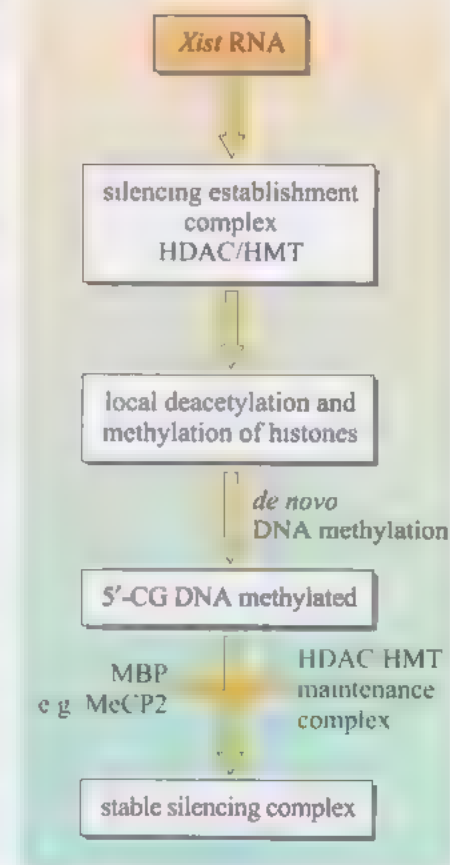 Xist RNA
silencing establishment
complex
HDAC/HMT
local deacetylation and
methylation of histones
de novo
DNA methylation
5′-CG DNA methylated
MBP
e g MeCP2
HDAC HMT
maintenance
complex
stable silencing complex